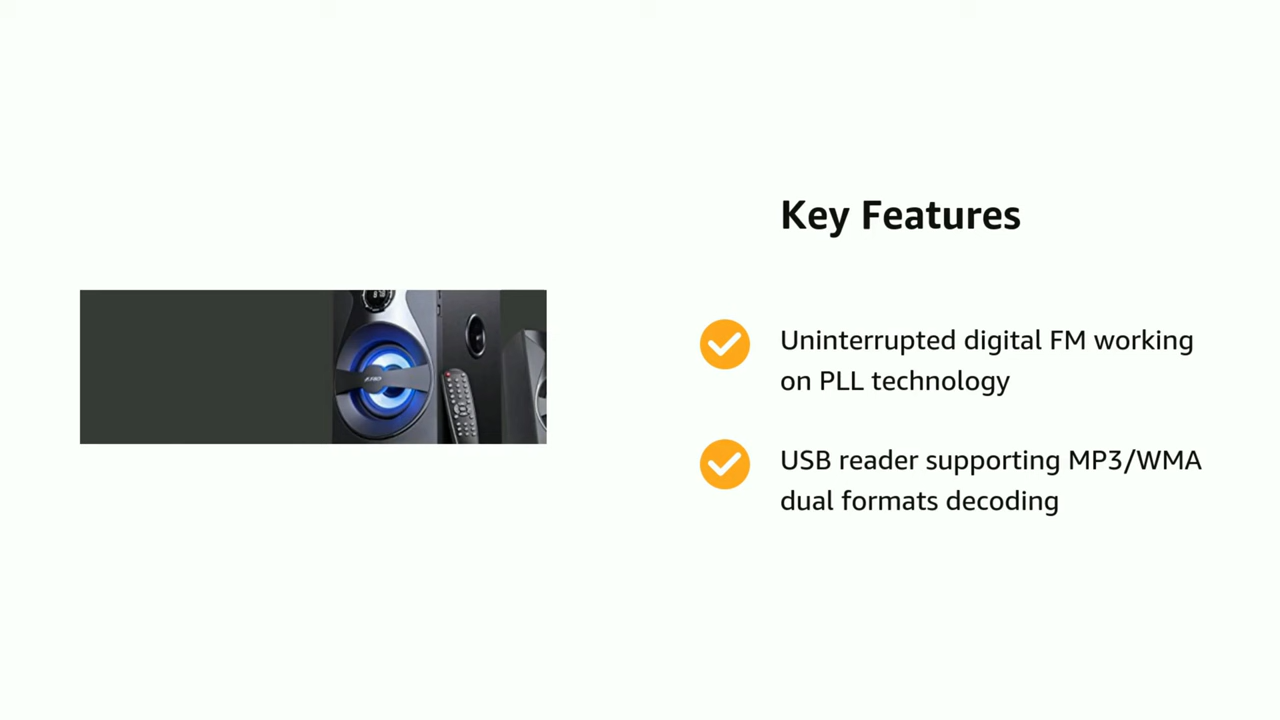 Key Features
Uninterrupted digital FM working
on PLL technology
USB reader supporting MP3/WMA
dual formats decoding